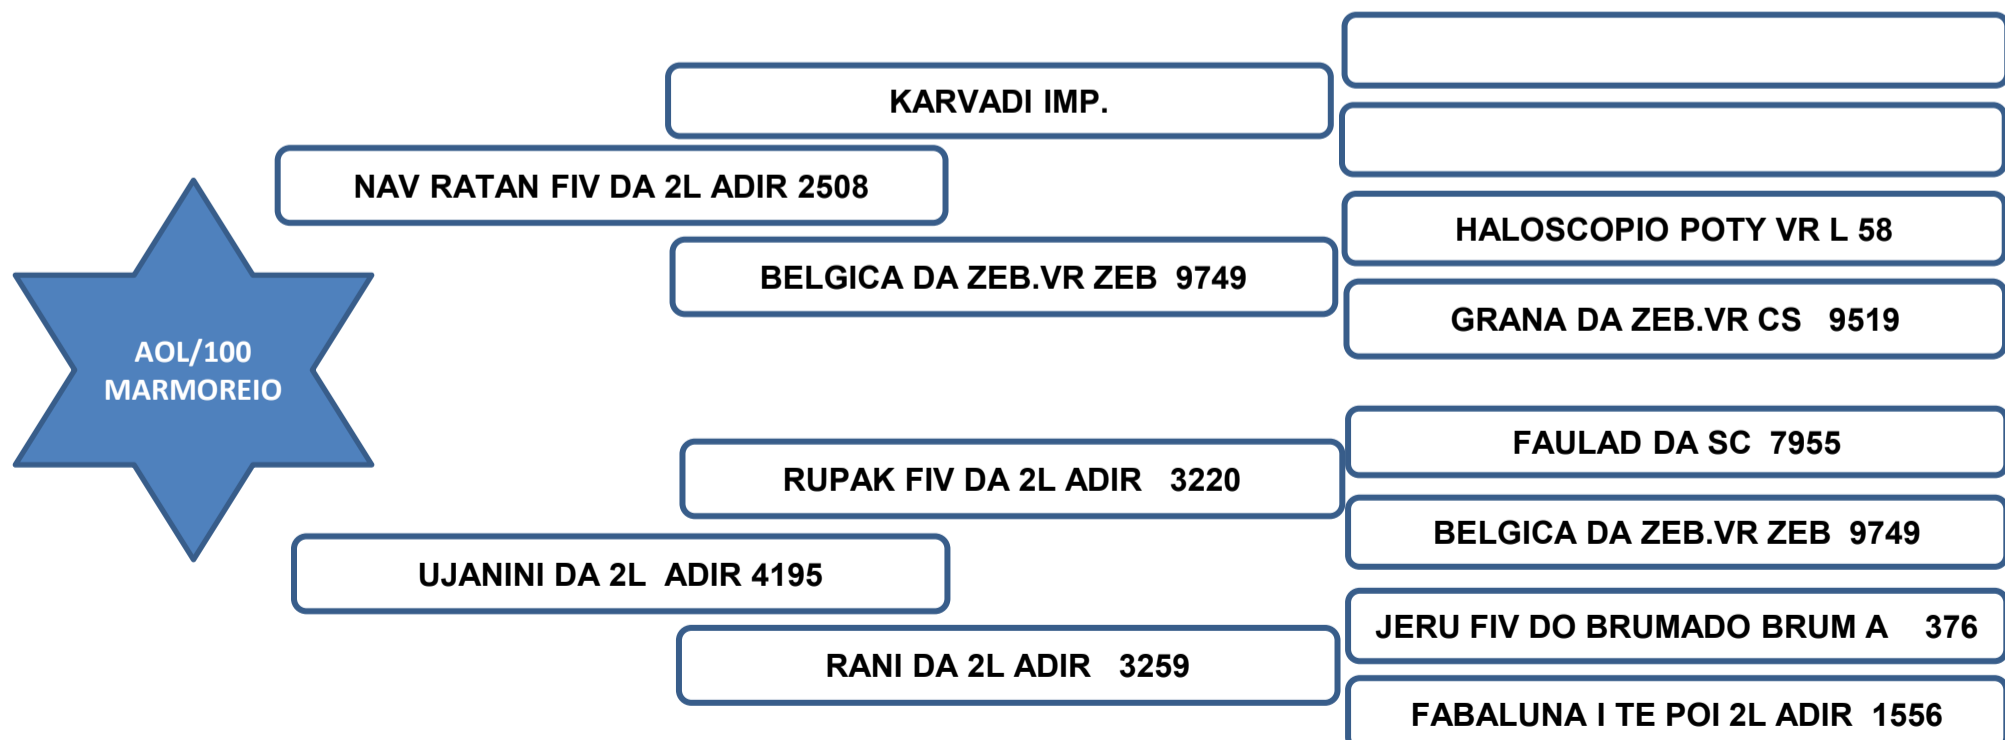 KARVADI IMP.
NAV RATAN FIV DA 2L ADIR 2508
HALOSCOPIO POTY VR L 58
BELGICA DA ZEB.VR ZEB 9749
GRANA DA ZEB.VR CS 9519
AOL/100
MARMOREIO
FAULAD DA SC 7955
RUPAK FIV DA 2L ADIR 3220
BELGICA DA ZEB.VR ZEB 9749
UJANINI DA 2L ADIR 4195
JERU FIV DO BRUMADO BRUM A 376
RANI DA 2L ADIR 3259
FABALUNA I TE POI 2L ADIR 1556